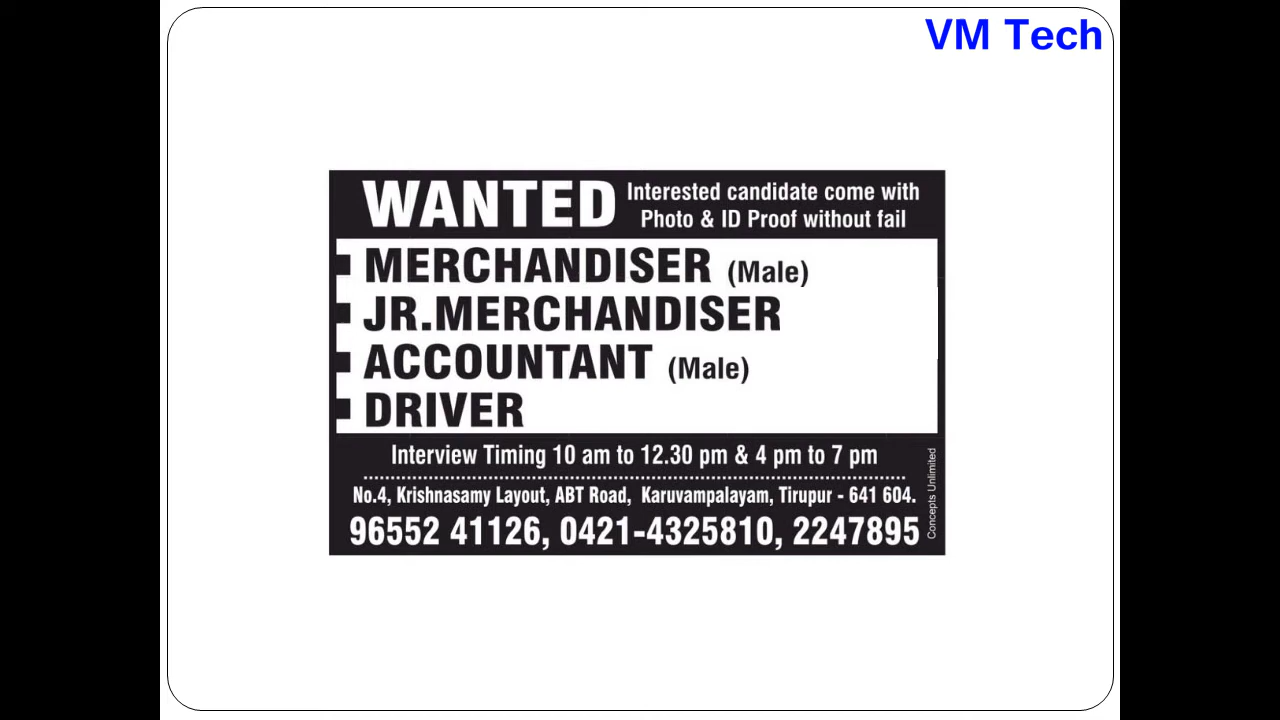 VM Tech
WANTED
Interested candidate come with
Photo & ID Proof without fail
MERCHANDISER (Male)
JR.MERCHANDISER
ACCOUNTANT (Male)
DRIVER
Interview Timing 10 am to 12.30 pm & 4 pm to 7 pm
No.4, Krishnasamy Layout, ABT Road, Karuvampalayam, Tirupur - 641 604.
96552 41126, 0421-4325810, 2247895
Concepts Unlimited